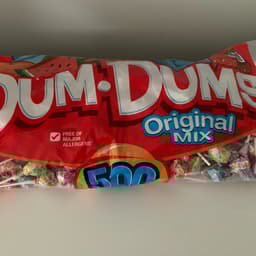 DUM·DUMS
Original
MIX
FREE OF
MAJOR
ALLERGENS
500